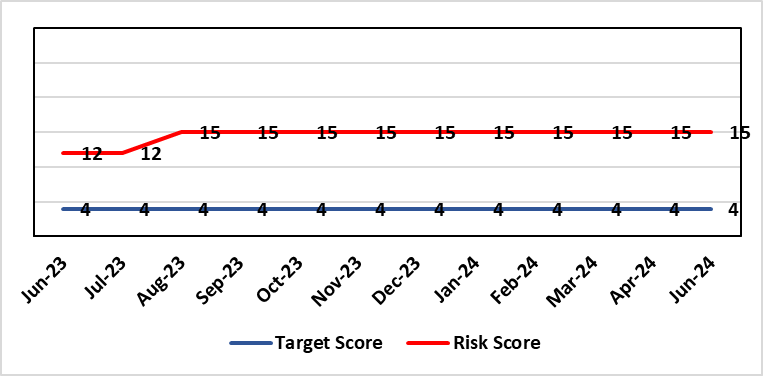 15 15 15 15 15 15 15 15 15 15
12 12
4 4 4 4 4 4 4 4 4 4 4 4
Jun-23 Jul-23 Aug-23 Sep-23 Oct-23 Nov-23 Dec-23 Jan-24 Feb-24 Mar-24 Apr-24 Jun-24
Target Score Risk Score